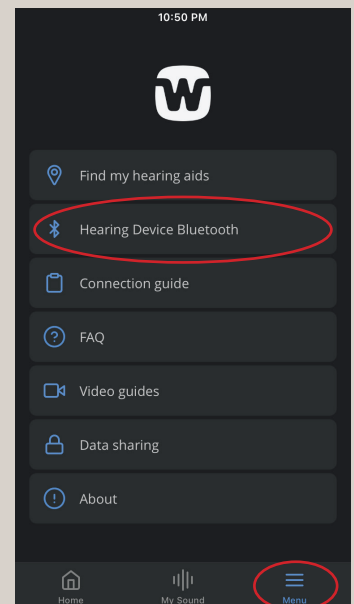 10:50 PM
W
Find my hearing aids
Hearing Device Bluetooth
Connection guide
FAQ
Video guides
Data sharing
About
Home
My Sound
Menu